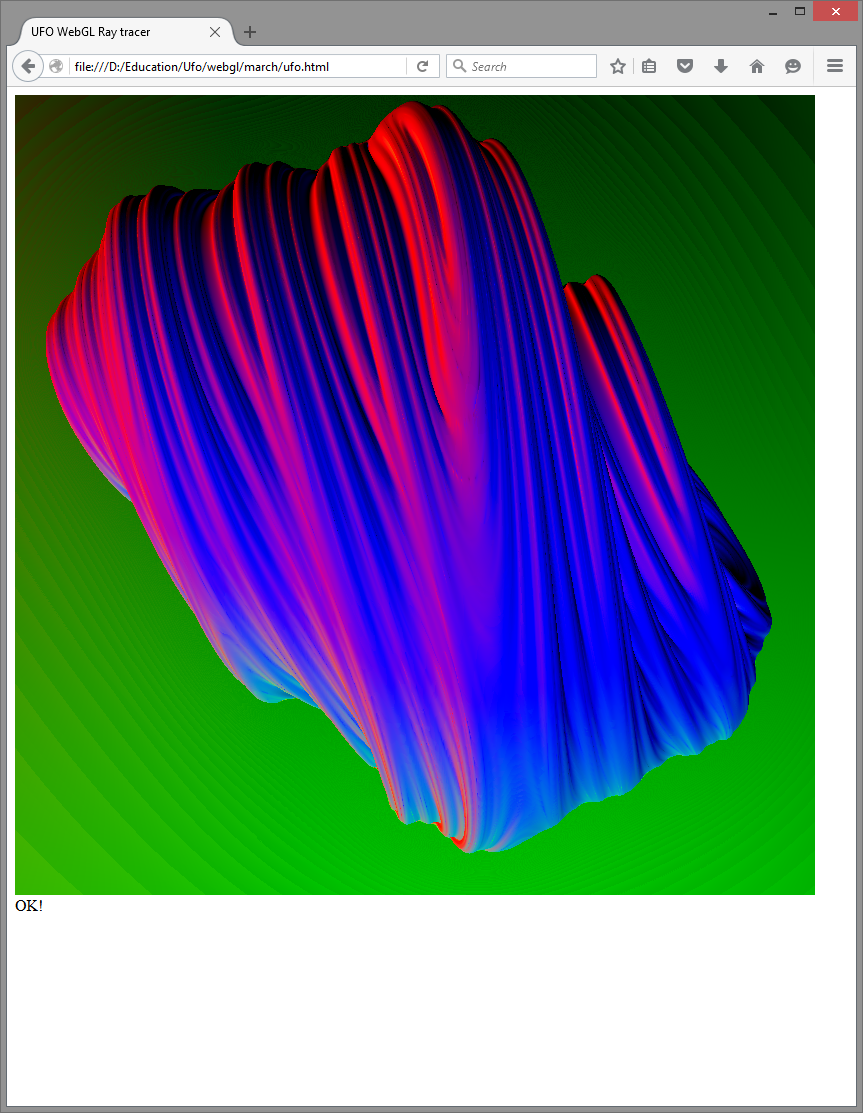 UFO WebGL Ray tracer
file:///D:/Education/Ufo/webgl/march/ufo.html
Search
OK!